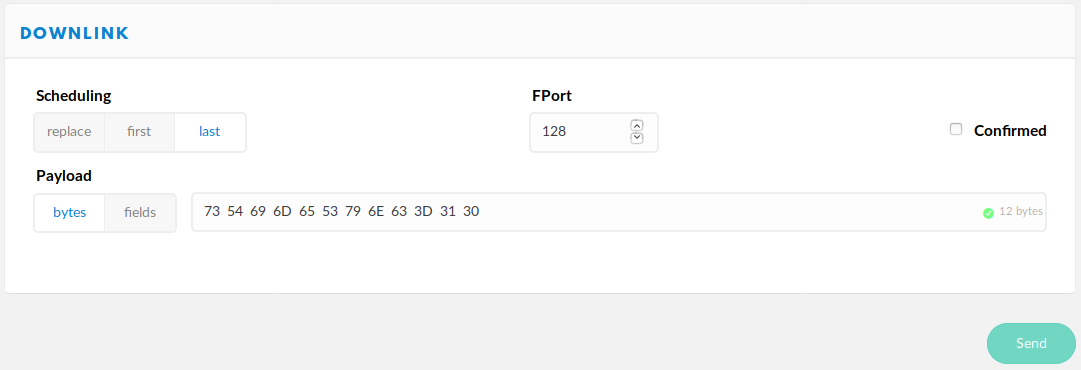 DOWNLINK
Scheduling
FPort
replace first last
128
Confirmed
Payload
bytes fields
73 54 69 6D 65 53 79 6E 63 3D 31 30
12 bytes
Send